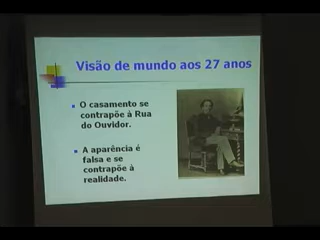 Visão de mundo aos 27 anos
O casamento se
contrapõe à Rua
do Ouvidor.
A aparência é
falsa e se
contrapõe à
realidade.